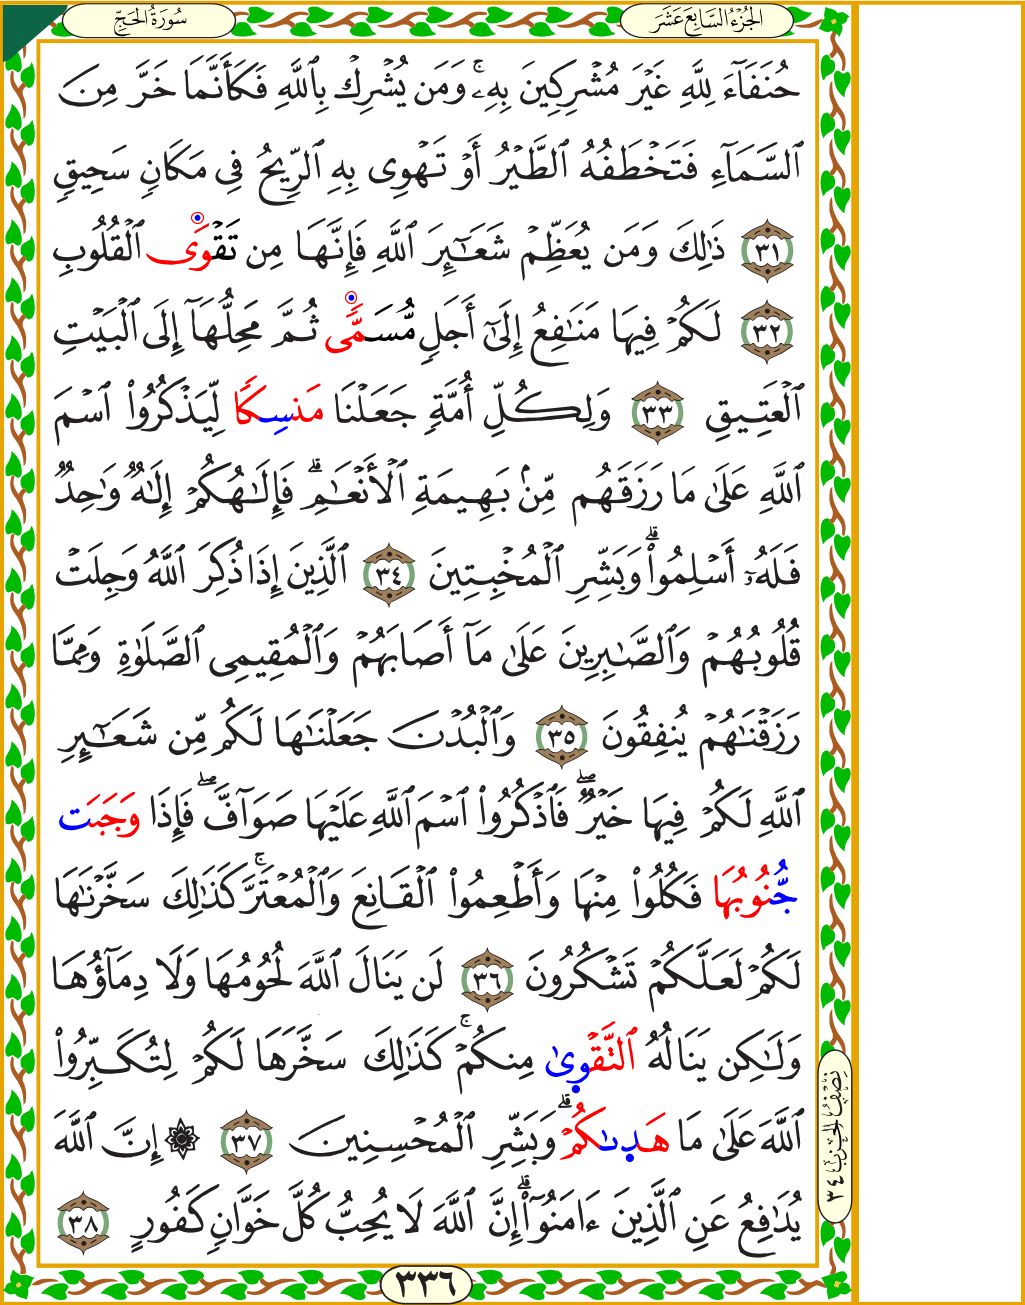 الجُزْءُ السَّابِعَ عَشَرَ
سُورَةُ الحَجِّ
حُنَفَآءَ لِلَّهِ غَيْرَ مُشْرِكِينَ بِهِۦۚ وَمَن يُشْرِكْ بِٱللَّهِ فَكَأَنَّمَا خَرَّ مِنَ
ٱلسَّمَآءِ فَتَخْطَفُهُ ٱلطَّيْرُ أَوْ تَهْوِى بِهِ ٱلرِّيحُ فِى مَكَانٍ سَحِيقٍ
٣١ ذَٰلِكَ وَمَن يُعَظِّمْ شَعَـٰٓئِرَ ٱللَّهِ فَإِنَّهَا مِن تَقْوَى ٱلْقُلُوبِ
٣٢ لَكُمْ فِيهَا مَنَـٰفِعُ إِلَىٰٓ أَجَلٍ مُّسَمًّى ثُمَّ مَحِلُّهَآ إِلَى ٱلْبَيْتِ
ٱلْعَتِيقِ ٣٣ وَلِكُلِّ أُمَّةٍ جَعَلْنَا مَنسِكًا لِّيَذْكُرُوا۟ ٱسْمَ
ٱللَّهِ عَلَىٰ مَا رَزَقَهُم مِّنۢ بَهِيمَةِ ٱلْأَنْعَـٰمِۗ فَإِلَـٰهُكُمْ إِلَـٰهٌ وَٰحِدٌ
فَلَهُۥٓ أَسْلِمُوا۟ۗ وَبَشِّرِ ٱلْمُخْبِتِينَ ٣٤ ٱلَّذِينَ إِذَا ذُكِرَ ٱللَّهُ وَجِلَتْ
قُلُوبُهُمْ وَٱلصَّـٰبِرِينَ عَلَىٰ مَآ أَصَابَهُمْ وَٱلْمُقِيمِى ٱلصَّلَوٰةِ وَمِمَّا
رَزَقْنَـٰهُمْ يُنفِقُونَ ٣٥ وَٱلْبُدْنَ جَعَلْنَـٰهَا لَكُم مِّن شَعَـٰٓئِرِ
ٱللَّهِ لَكُمْ فِيهَا خَيْرٌۖ فَٱذْكُرُوا۟ ٱسْمَ ٱللَّهِ عَلَيْهَا صَوَآفَّۖ فَإِذَا وَجَبَت
جُّنُوبُهَا فَكُلُوا۟ مِنْهَا وَأَطْعِمُوا۟ ٱلْقَانِعَ وَٱلْمُعْتَرَّۚ كَذَٰلِكَ سَخَّرْنَـٰهَا
لَكُمْ لَعَلَّكُمْ تَشْكُرُونَ ٣٦ لَن يَنَالَ ٱللَّهَ لُحُومُهَا وَلَا دِمَآؤُهَا
وَلَـٰكِن يَنَالُهُ ٱلتَّقْوِىٰ مِنكُمْۚ كَذَٰلِكَ سَخَّرَهَا لَكُمْ لِتُكَبِّرُوا۟
ٱللَّهَ عَلَىٰ مَا هَدِىٰكُمْۗ وَبَشِّرِ ٱلْمُحْسِنِينَ ٣٧ ۞ إِنَّ ٱللَّهَ
يُدَٰفِعُ عَنِ ٱلَّذِينَ ءَامَنُوٓا۟ۗ إِنَّ ٱللَّهَ لَا يُحِبُّ كُلَّ خَوَّانٍ كَفُورٍ ٣٨
نِصْفُ الحِزْبِ ٣٤
٣٣٦